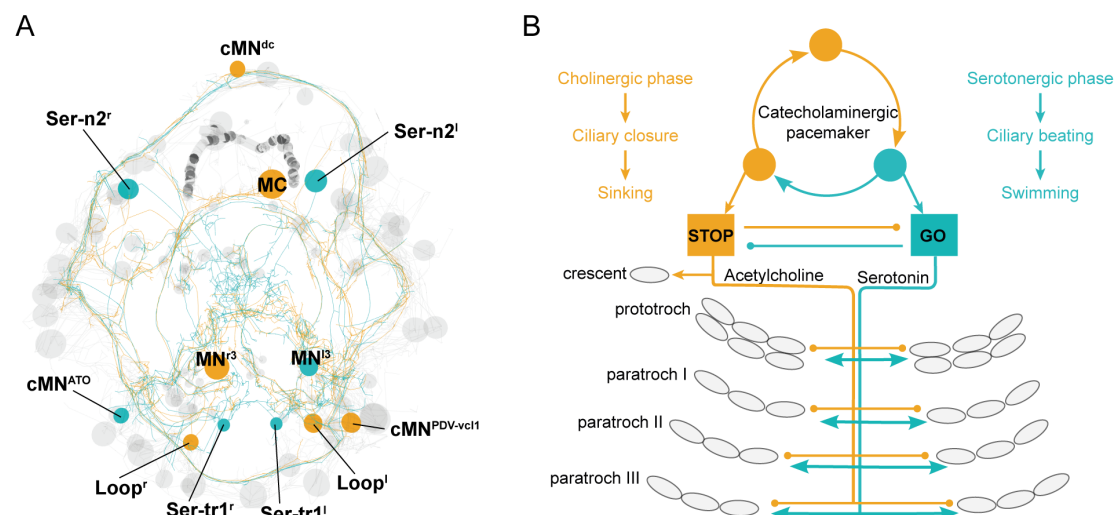 A
cMNdc
Ser-n2r
Ser-n2l
MC
MNr3
MNl3
cMNATO
cMNPDV-vcl1
Loopr
Loopl
Ser-tr1r
Ser-tr1l
B
Cholinergic phase
Ciliary closure
Sinking
Catecholaminergic
pacemaker
Serotonergic phase
Ciliary beating
Swimming
STOP
GO
crescent
Acetylcholine
Serotonin
prototroch
paratroch I
paratroch II
paratroch III